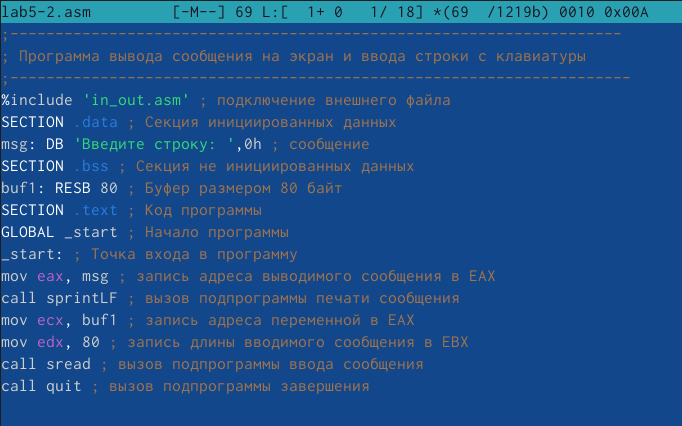 lab5-2.asm [-M--] 69 L:[ 1+ 0 1/ 18] *(69 /1219b) 0010 0x00A
;--------------------------------------------------------------------
; Программа вывода сообщения на экран и ввода строки с клавиатуры
;---------------------------------------------------------------------
%include 'in_out.asm' ; подключение внешнего файла
SECTION .data ; Секция инициированных данных
msg: DB 'Введите строку: ',0h ; сообщение
SECTION .bss ; Секция не инициированных данных
buf1: RESB 80 ; Буфер размером 80 байт
SECTION .text ; Код программы
GLOBAL _start ; Начало программы
_start: ; Точка входа в программу
mov eax, msg ; запись адреса выводимого сообщения в EAX
call sprintLF ; вызов подпрограммы печати сообщения
mov ecx, buf1 ; запись адреса переменной в EAX
mov edx, 80 ; запись длины вводимого сообщения в EBX
call sread ; вызов подпрограммы ввода сообщения
call quit ; вызов подпрограммы завершения